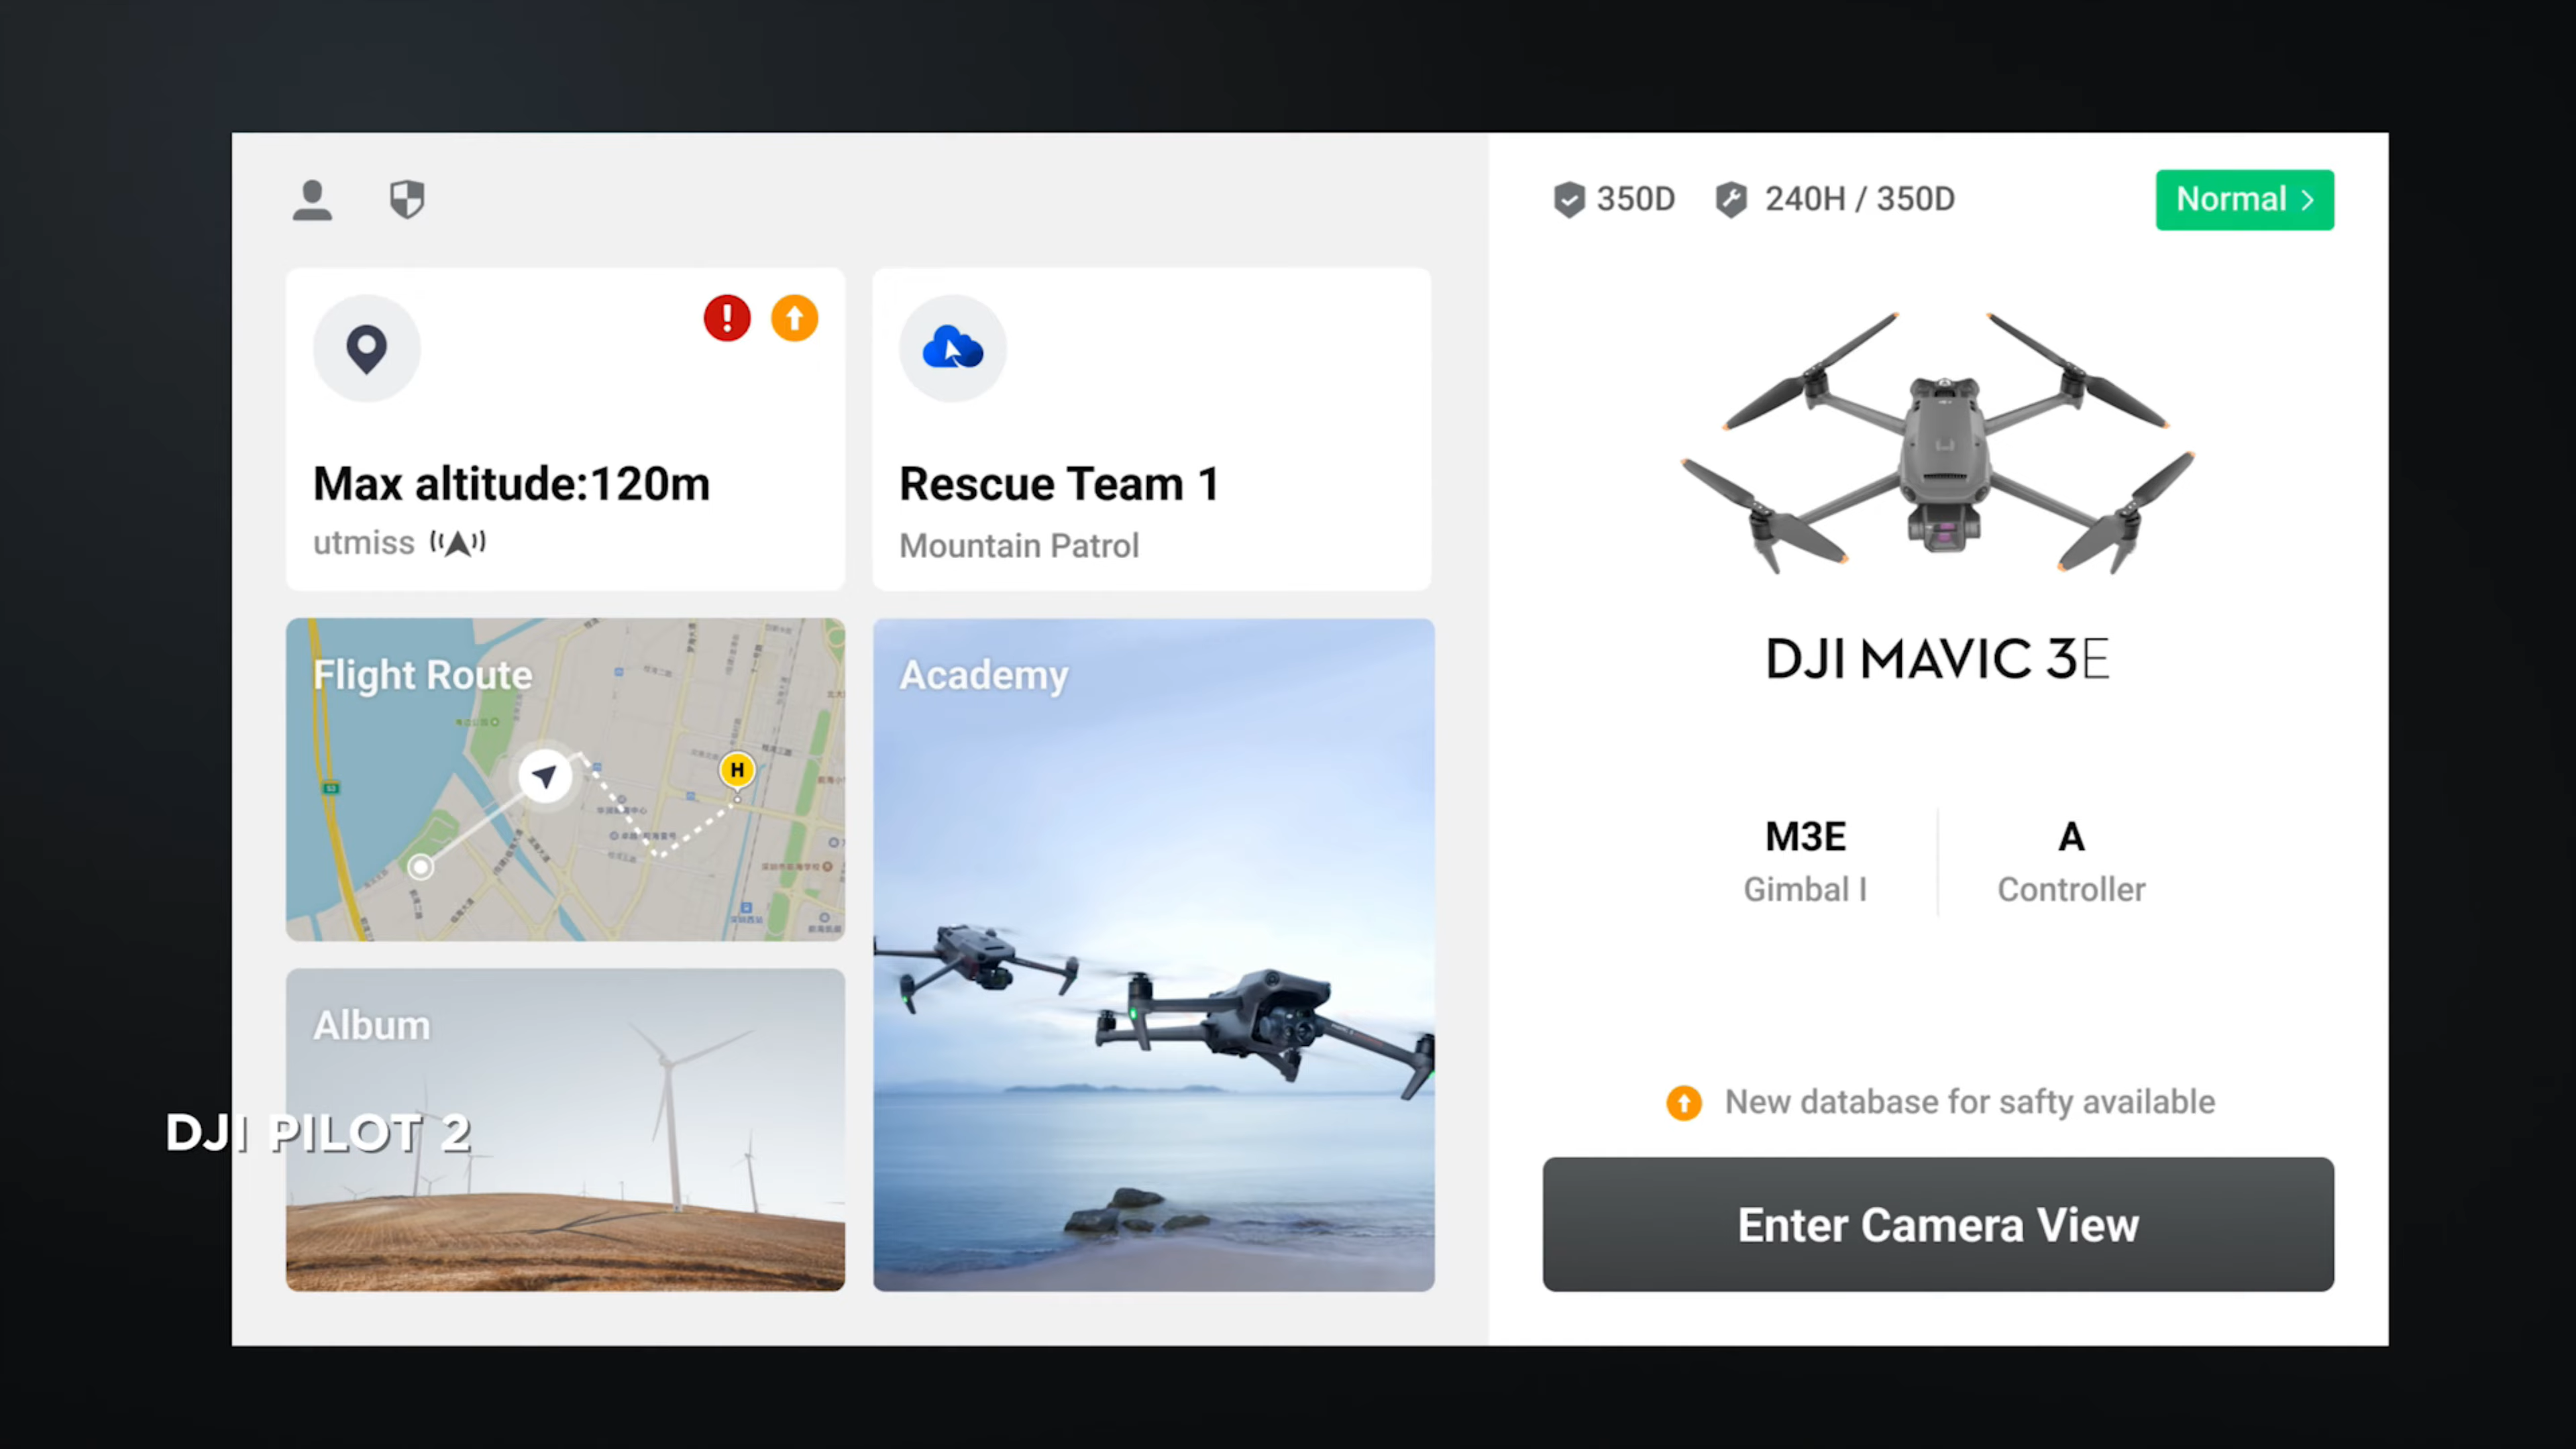 350D
240H / 350D
Normal
Max altitude:120m
utmiss
Rescue Team 1
Mountain Patrol
Flight Route
H
S3
Academy
Album
DJI PILOT 2
DJI MAVIC 3E
M3E
Gimbal I
A
Controller
New database for safty available
Enter Camera View